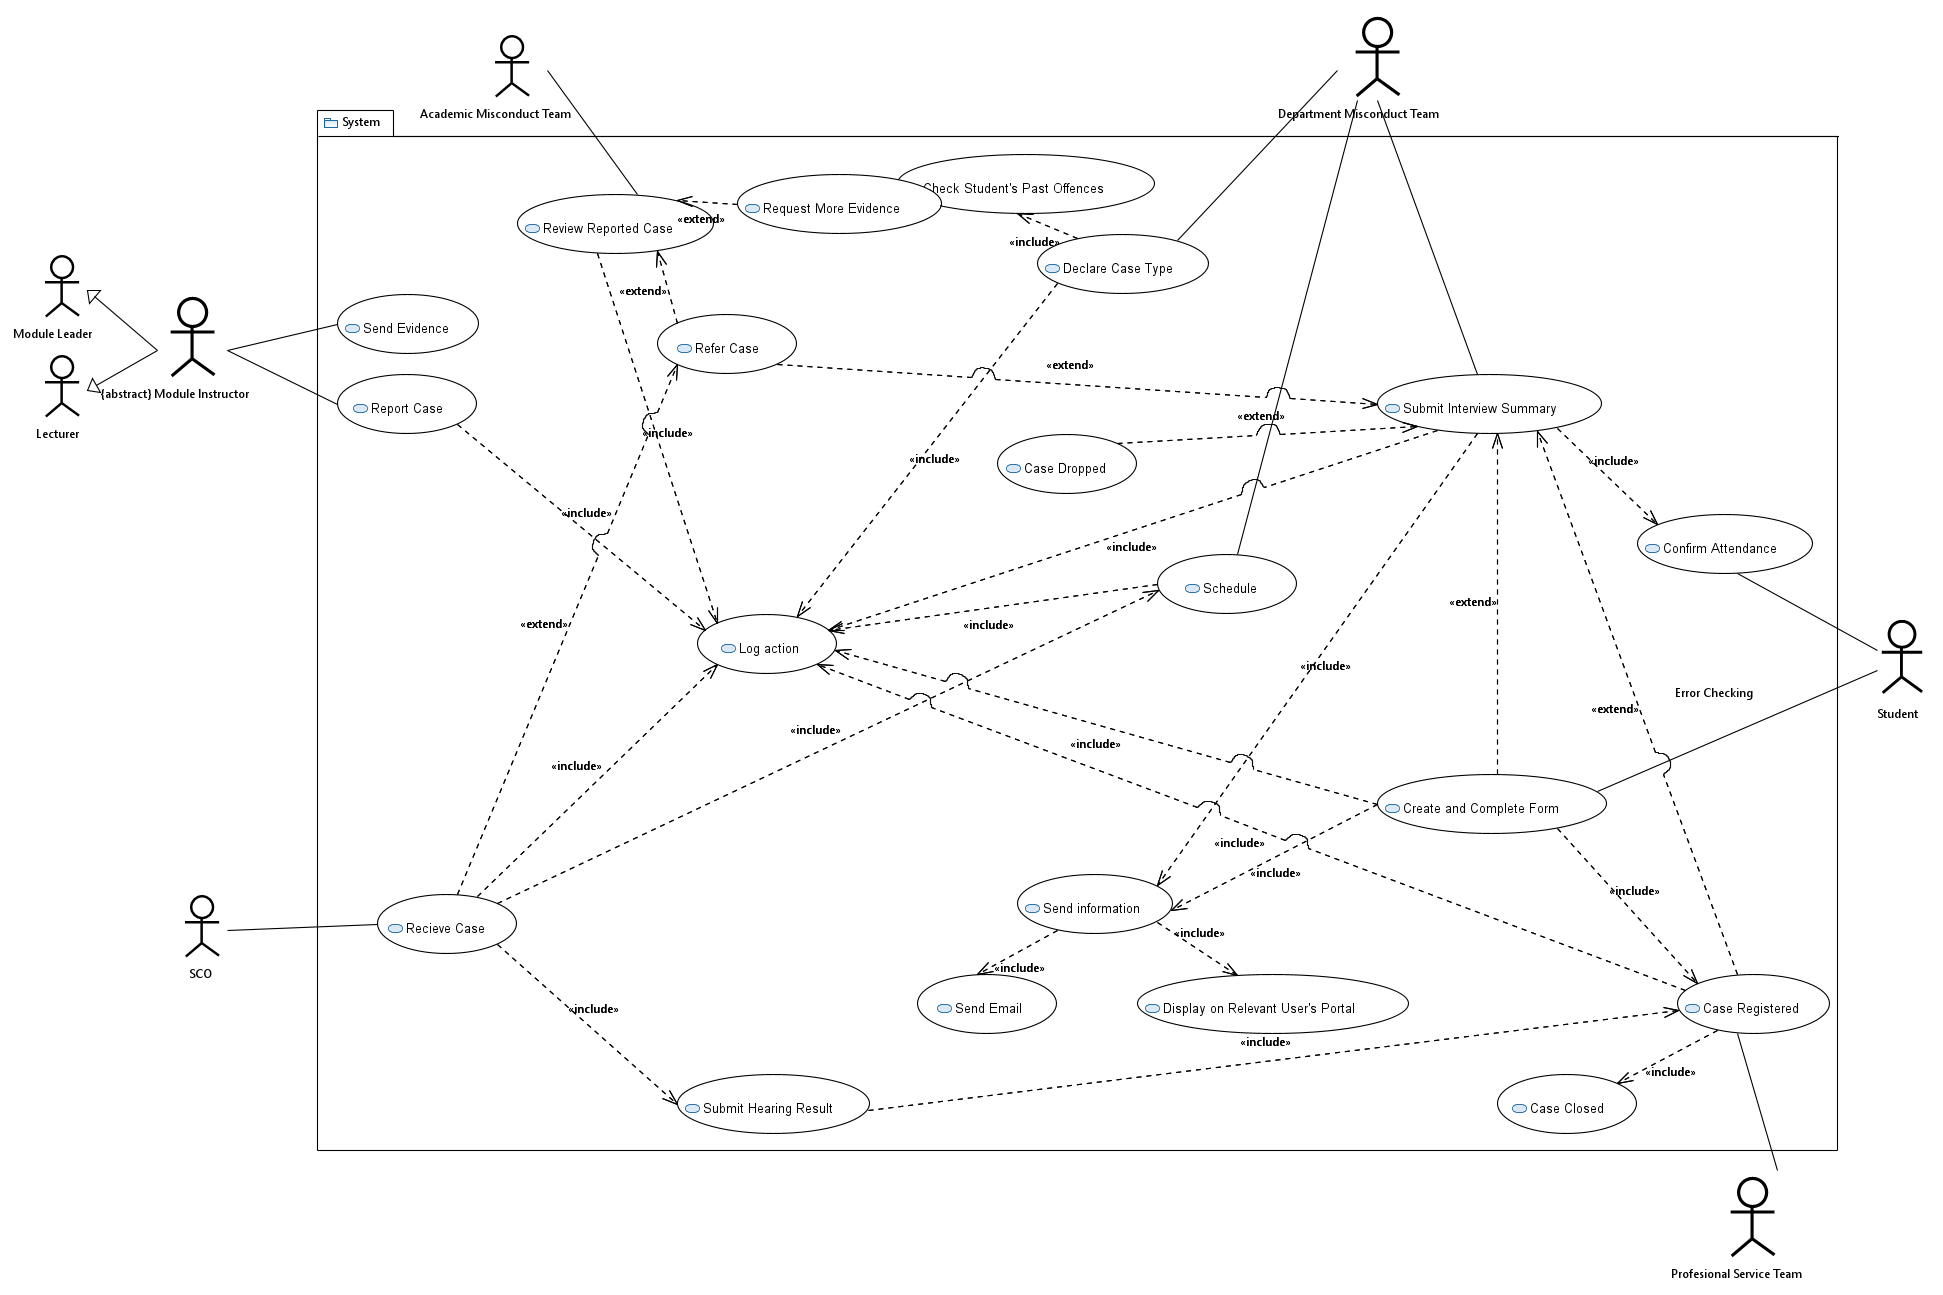 Academic Misconduct Team
Department Misconduct Team
System
Check Student's Past Offences
Request More Evidence
«extend»
Review Reported Case
«include»
Declare Case Type
«extend»
Module Leader
Send Evidence
Refer Case
«extend»
{abstract} Module Instructor
Report Case
Submit Interview Summary
«extend»
Lecturer
«include»
«include»
«include»
Case Dropped
«include»
«include»
Confirm Attendance
Schedule
«extend»
«include»
«extend»
Log action
«include»
Error Checking
«extend»
Student
«include»
«include»
«include»
Create and Complete Form
«include»
«include»
«include»
Send information
Recieve Case
«include»
«include»
SCO
«include»
Send Email
Display on Relevant User's Portal
Case Registered
«include»
«include»
Submit Hearing Result
Case Closed
Profesional Service Team